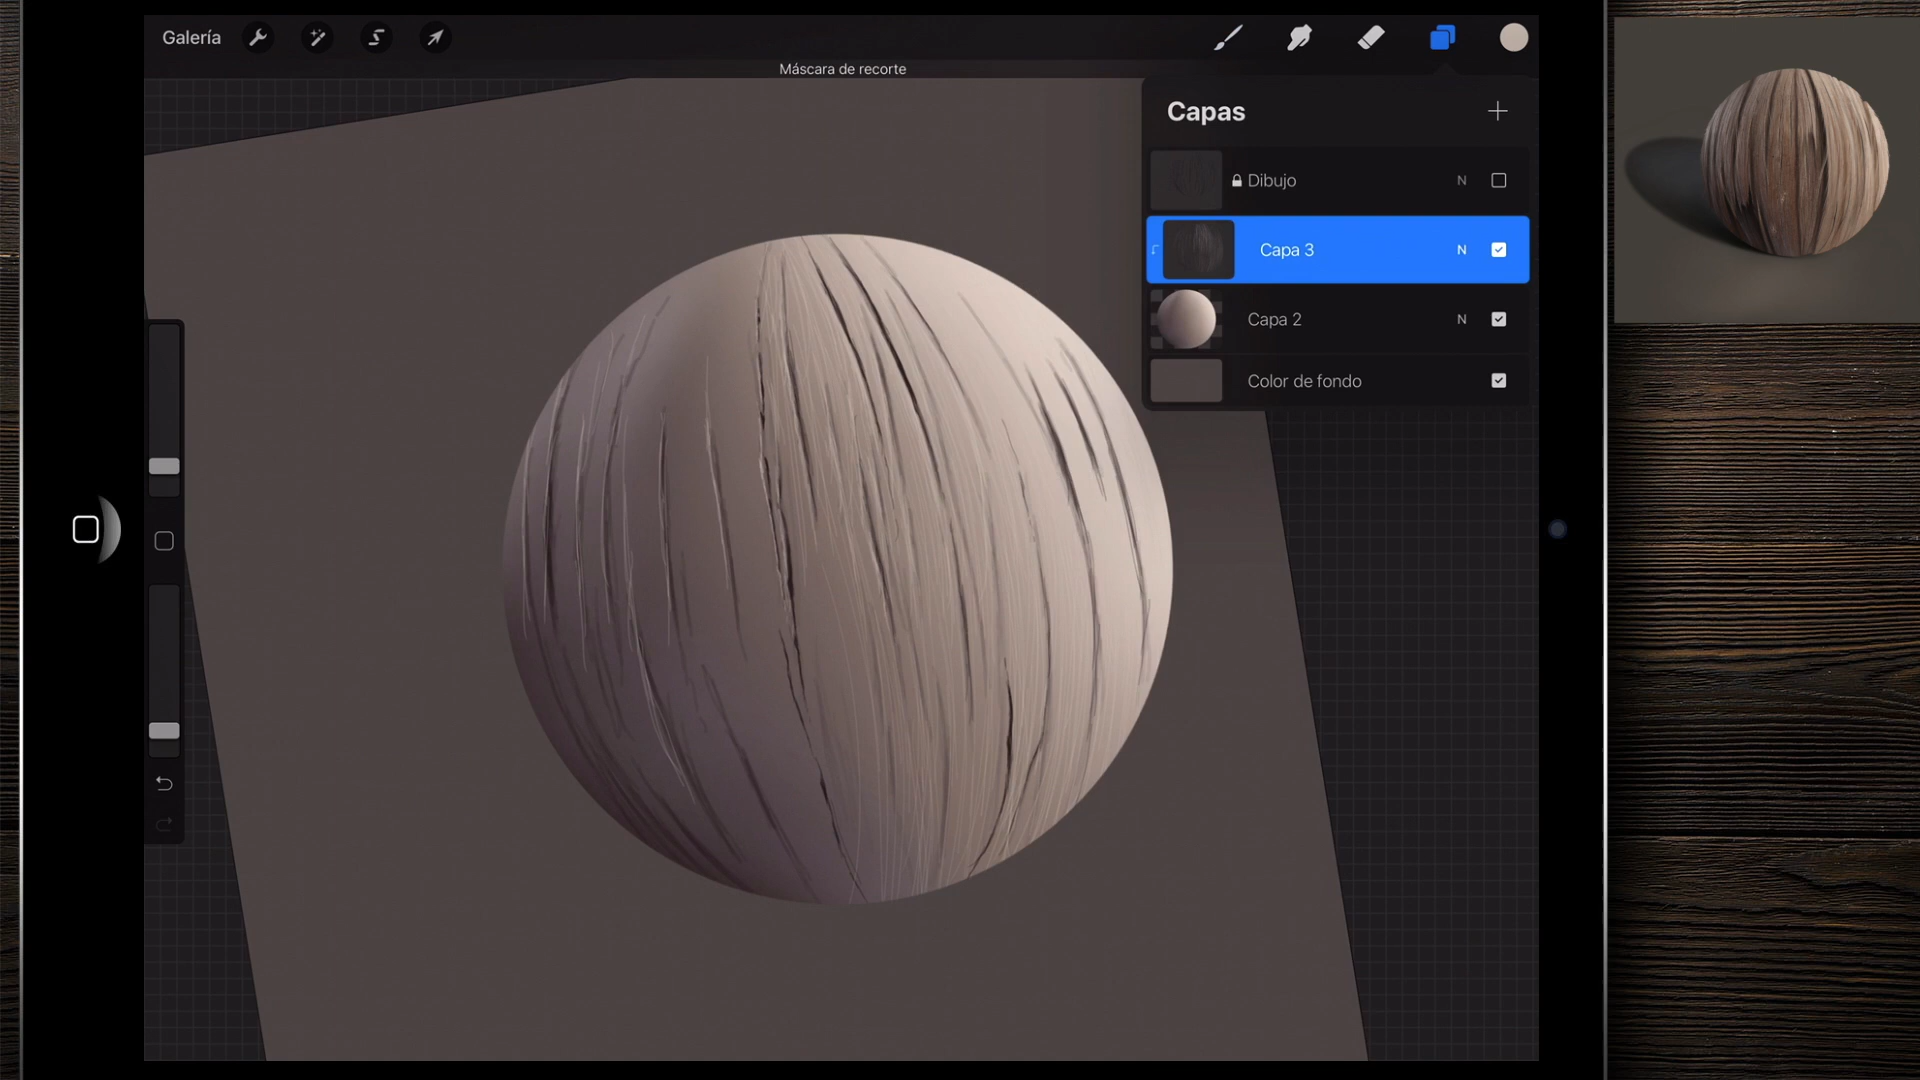 Galería
Máscara de recorte
Capas
Dibujo N
Capa 3 N
Capa 2 N
Color de fondo